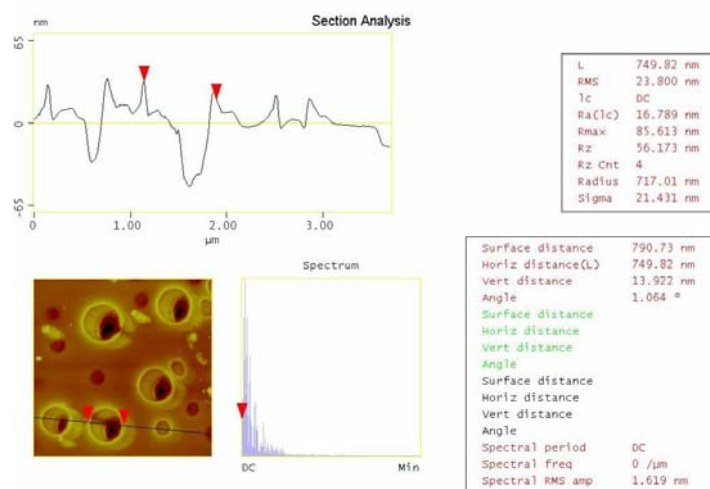 Section Analysis
nm
65
0
-65
0
1.00
2.00
3.00
µm
L 749.82 nm
RMS 23.800 nm
lc DC
Ra(lc) 16.789 nm
Rmax 85.613 nm
Rz 56.173 nm
Rz Cnt 4
Radius 717.01 nm
Sigma 21.431 nm
Spectrum
DC
Min
Surface distance 790.73 nm
Horiz distance(L) 749.82 nm
Vert distance 13.922 nm
Angle 1.064 °
Surface distance
Horiz distance
Vert distance
Angle
Surface distance
Horiz distance
Vert distance
Angle
Spectral period DC
Spectral freq 0 /µm
Spectral RMS amp 1.619 nm